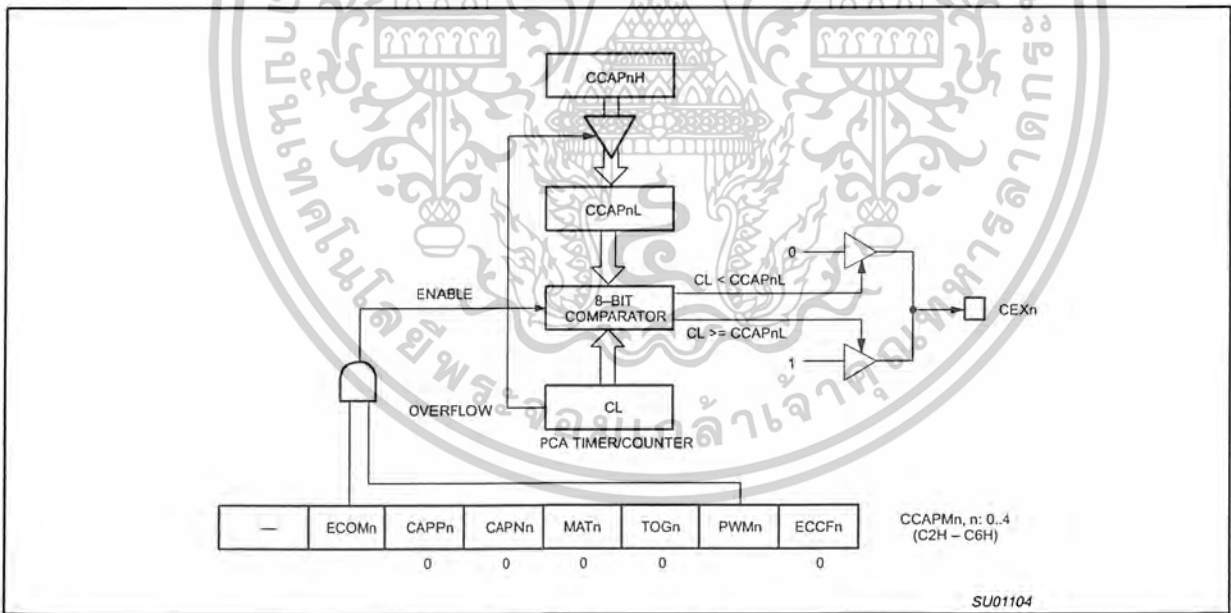 CCAPnH
CCAPnL
0
CL < CCAPnL
ENABLE
8–BIT
COMPARATOR
CEXn
CL >= CCAPnL
1
OVERFLOW
CL
PCA TIMER/COUNTER
— ECOMn CAPPn CAPNn MATn TOGn PWMn ECCFn
CCAPMn, n: 0..4
(C2H – C6H)
0 0 0 0 0
SU01104